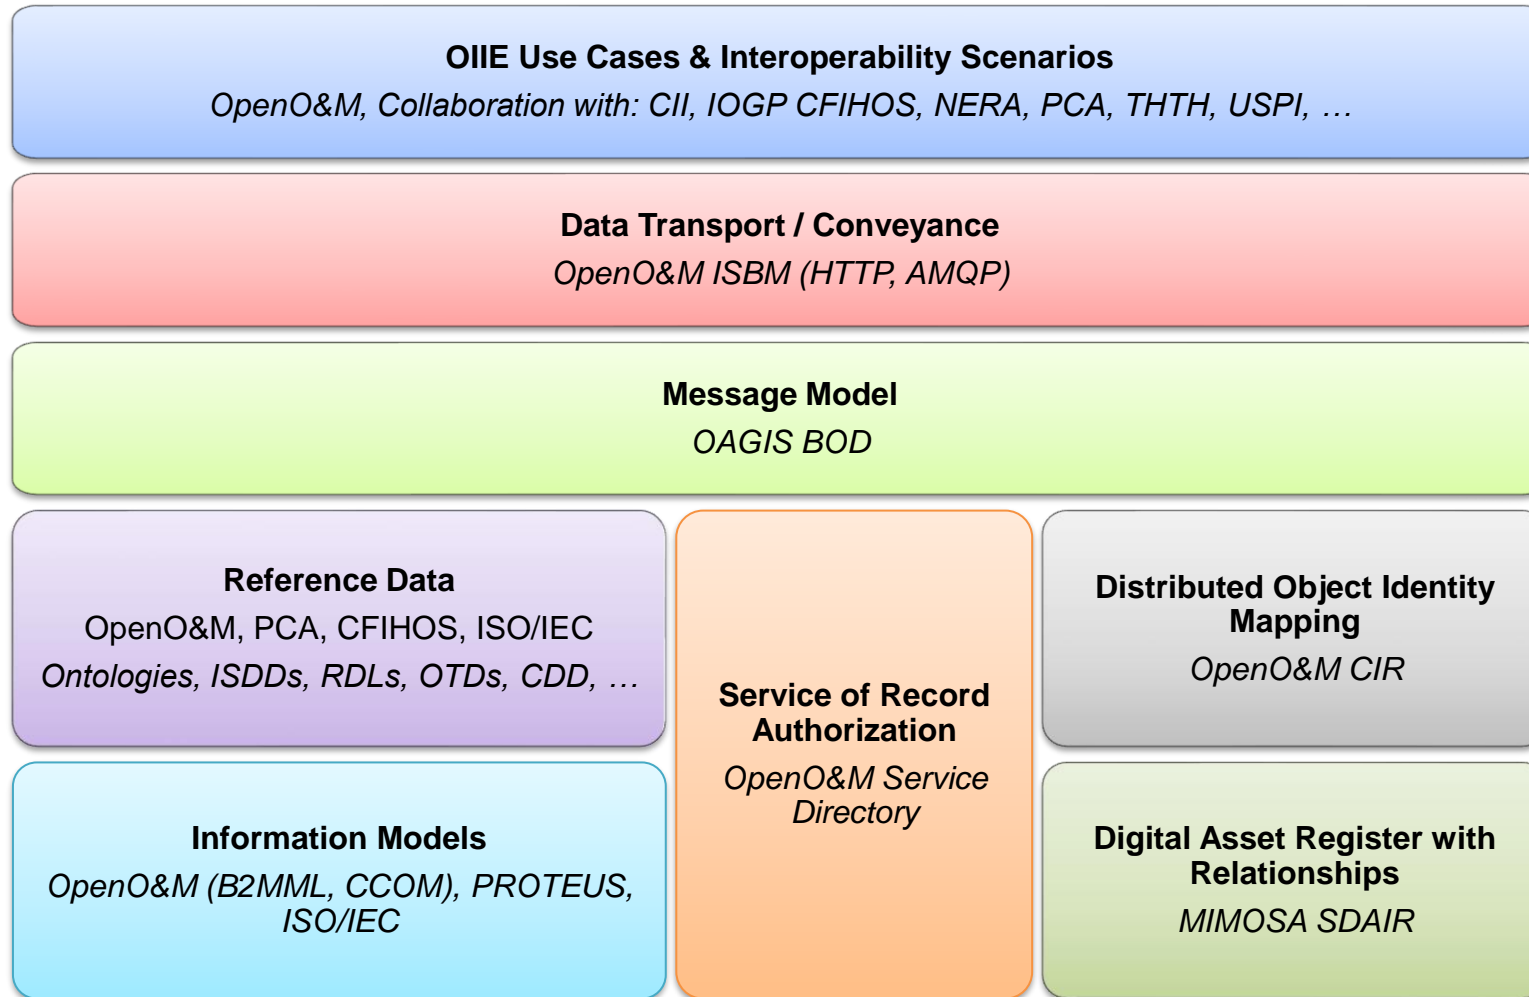 OIIE Use Cases & Interoperability Scenarios
OpenO&M, Collaboration with: CII, IOGP CFIHOS, NERA, PCA, THTH, USPI, …
Data Transport / Conveyance
OpenO&M ISBM (HTTP, AMQP)
Message Model
OAGIS BOD
Reference Data
OpenO&M, PCA, CFIHOS, ISO/IEC
Ontologies, ISDDs, RDLs, OTDs, CDD, …
Information Models
OpenO&M (B2MML, CCOM), PROTEUS,
ISO/IEC
Service of Record
Authorization
OpenO&M Service
Directory
Distributed Object Identity
Mapping
OpenO&M CIR
Digital Asset Register with
Relationships
MIMOSA SDAIR